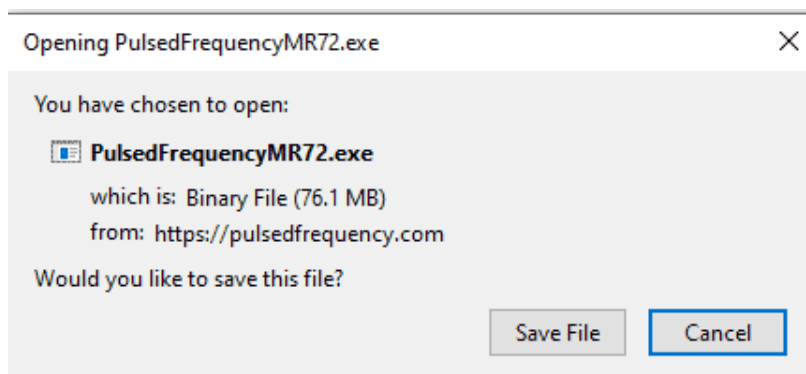 Opening PulsedFrequencyMR72.exe
You have chosen to open:
PulsedFrequencyMR72.exe
which is: Binary File (76.1 MB)
from: https://pulsedfrequency.com
Would you like to save this file?
Save File Cancel